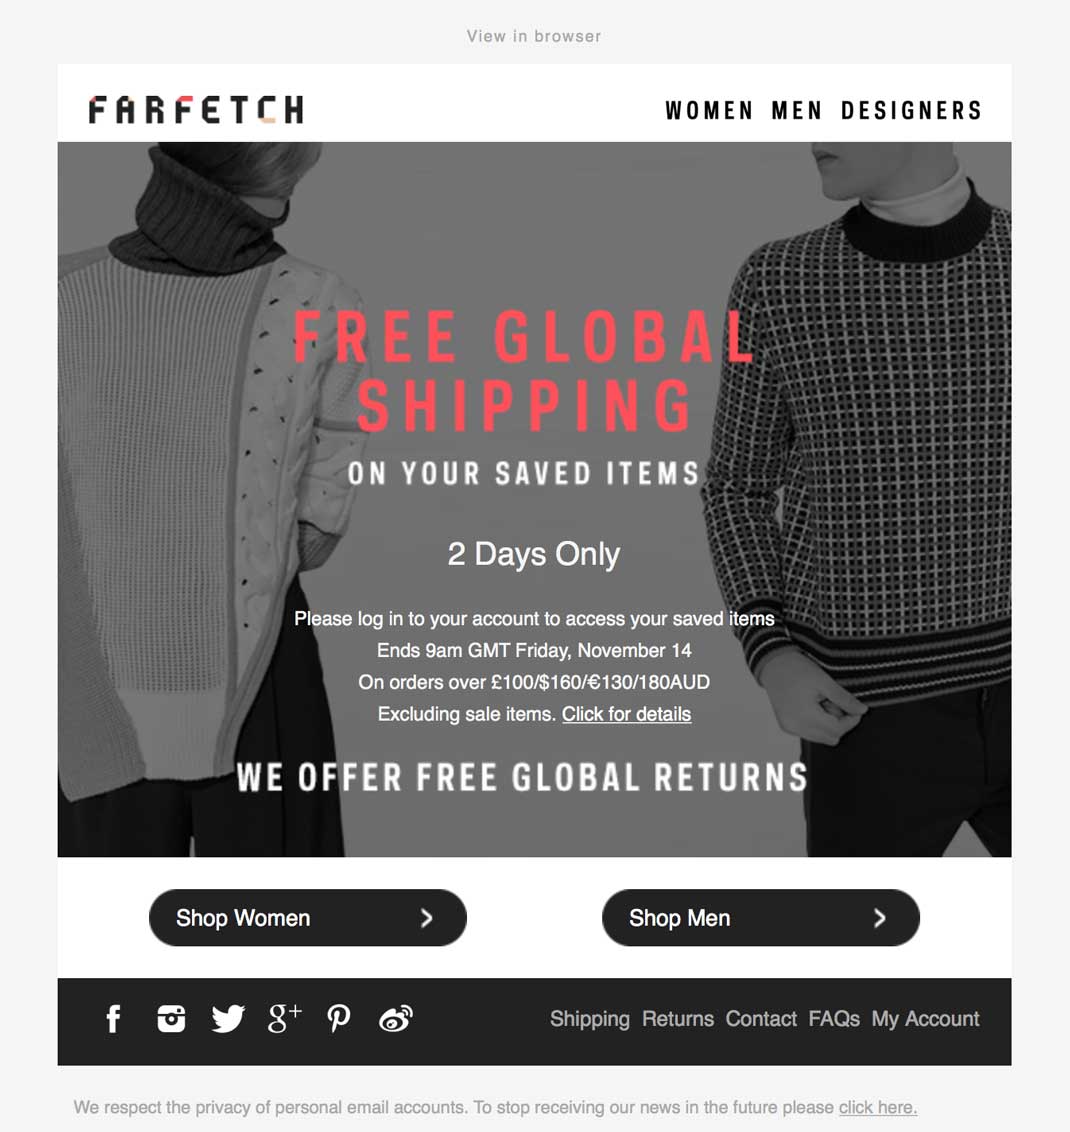 View in browser
FARFETCH
WOMEN MEN DESIGNERS
FREE GLOBAL
SHIPPING
ON YOUR SAVED ITEMS
2 Days Only
Please log in to your account to access your saved items
Ends 9am GMT Friday, November 14
On orders over £100/$160/€130/180AUD
Excluding sale items. Click for details
WE OFFER FREE GLOBAL RETURNS
Shop Women
Shop Men
g+
Shipping Returns Contact FAQs My Account
We respect the privacy of personal email accounts. To stop receiving our news in the future please click here.